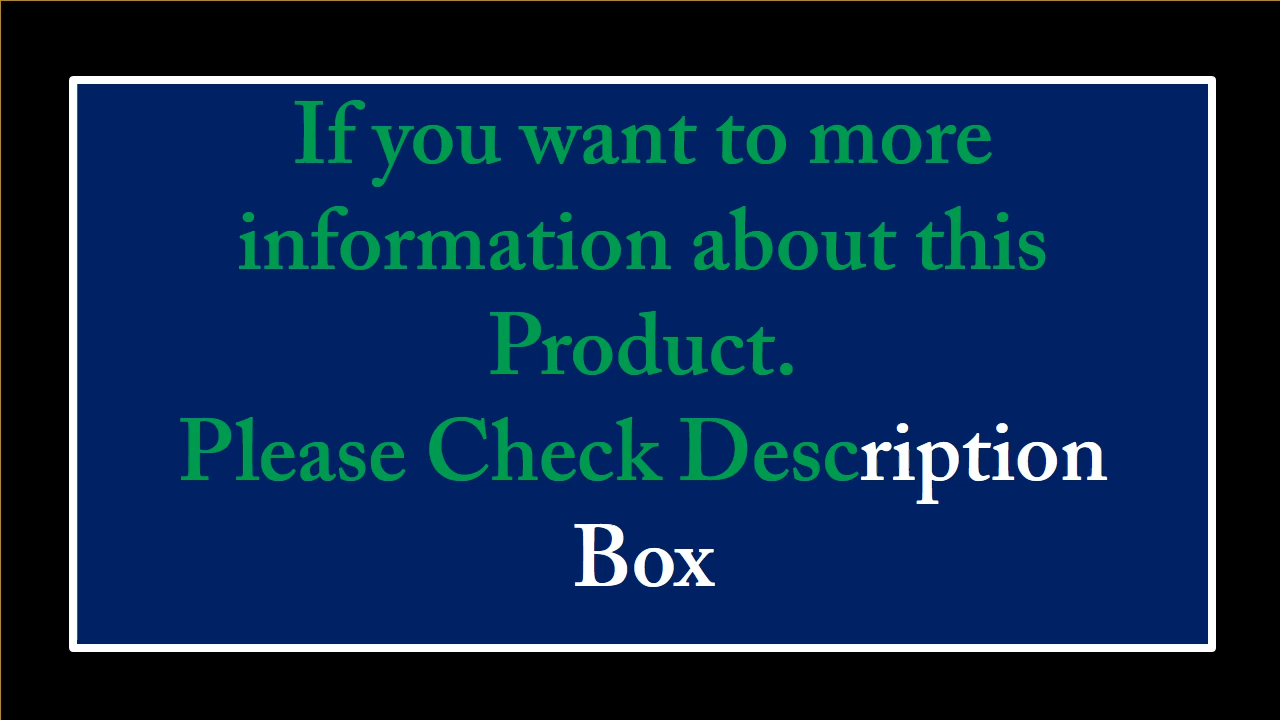 If you want to more
information about this
Product.
Please Check Description
Box